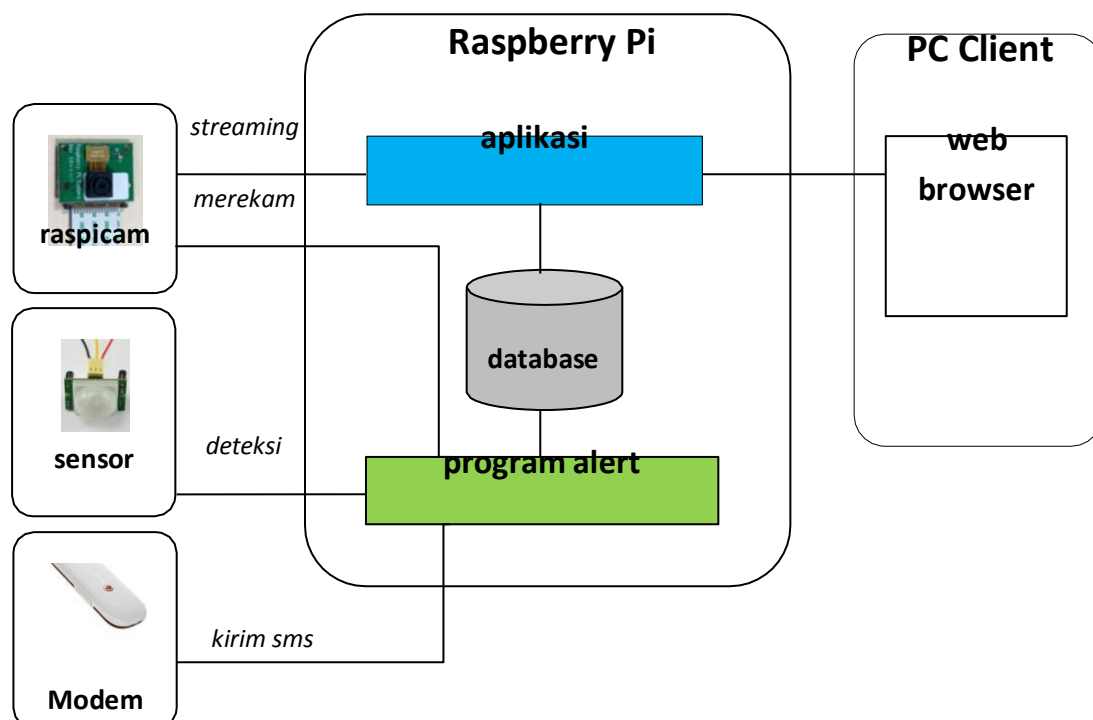 Raspberry Pi
PC Client
streaming
aplikasi
web
browser
merekam
raspicam
database
deteksi
program alert
sensor
kirim sms
Modem